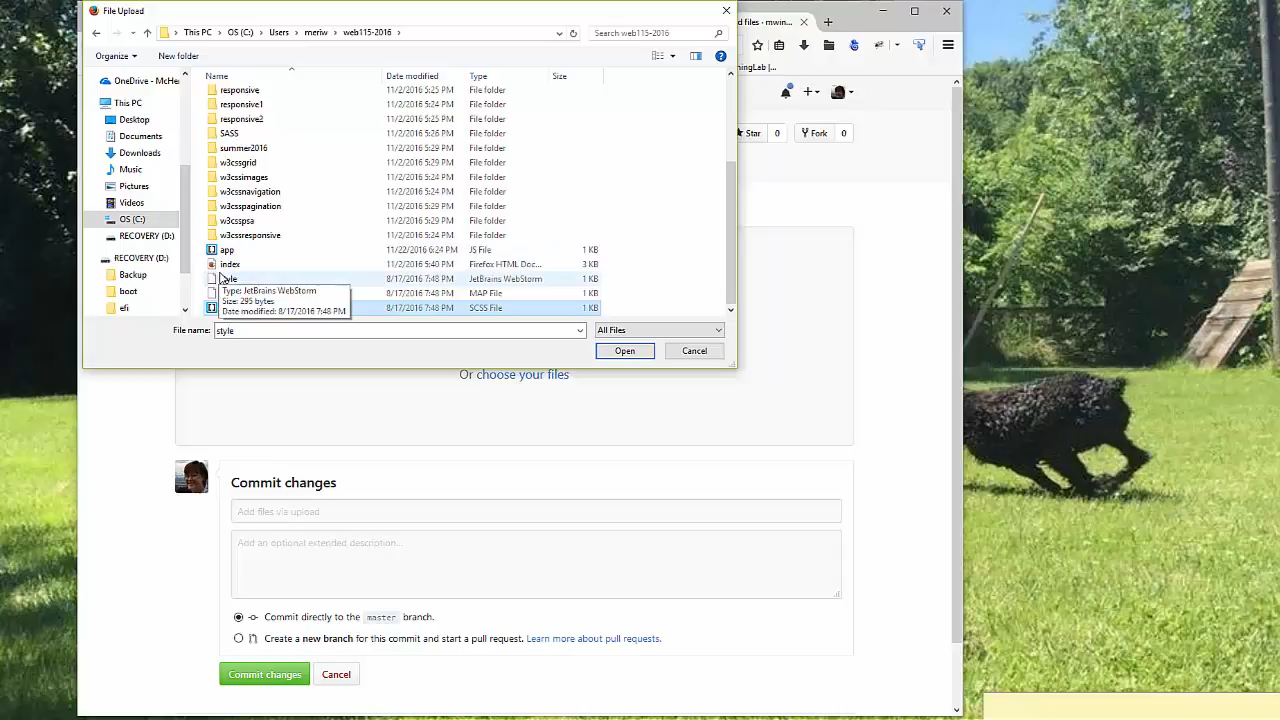 File Upload
d files - mwin...
This PC > OS (C:) > Users > meriw > web115-2016 >
Search web115-2016
Organize
New folder
Name
Date modified
Type
Size
OneDrive - McHe
This PC
Desktop
Documents
Downloads
Music
Pictures
Videos
OS (C:)
RECOVERY (D:)
RECOVERY (D:)
Backup
boot
efi
responsive 11/2/2016 5:25 PM File folder
responsive1 11/2/2016 5:24 PM File folder
responsive2 11/2/2016 5:25 PM File folder
SASS 11/2/2016 5:26 PM File folder
summer2016 11/2/2016 5:29 PM File folder
w3cssgrid 11/2/2016 5:29 PM File folder
w3cssimages 11/2/2016 5:29 PM File folder
w3cssnavigation 11/2/2016 5:29 PM File folder
w3csspagination 11/2/2016 5:29 PM File folder
w3csspsa 11/2/2016 5:29 PM File folder
w3cssresponsive 11/2/2016 5:24 PM File folder
app 11/22/2016 6:24 PM JS File 1 KB
index 11/2/2016 5:40 PM Firefox HTML Doc... 3 KB
style 8/17/2016 7:48 PM JetBrains WebStorm 1 KB
8/17/2016 7:48 PM MAP File 1 KB
8/17/2016 7:48 PM SCSS File 1 KB
Type: JetBrains WebStorm
Size: 295 bytes
Date modified: 8/17/2016 7:48 PM
File name:
style
All Files
Open
Cancel
ningLab |...
Star 0
Fork 0
Or choose your files
Commit changes
Add files via upload
Add an optional extended description...
Commit directly to the master branch.
Create a new branch for this commit and start a pull request. Learn more about pull requests.
Commit changes
Cancel